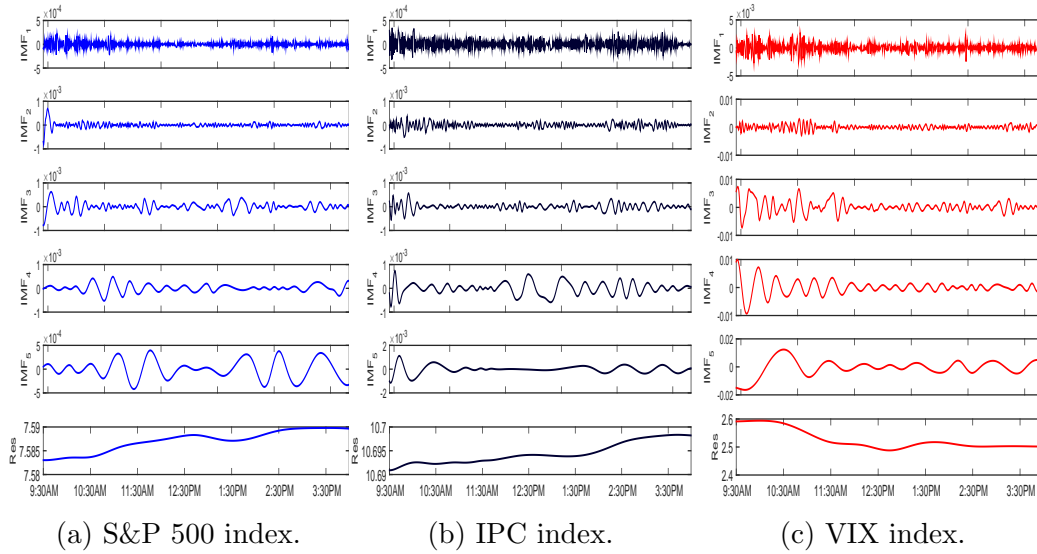 ×10⁻⁴
5
0
-5
IMF₁
×10⁻³
1
0
-1
IMF₂
×10⁻³
1
0
-1
IMF₃
×10⁻³
1
0
-1
IMF₄
×10⁻⁴
5
0
-5
IMF₅
7.59
7.585
7.58
Res
9:30AM 10:30AM 11:30AM 12:30PM 1:30PM 2:30PM 3:30PM
(a) S&P 500 index.
×10⁻⁴
5
0
-5
IMF₁
×10⁻³
1
0
-1
IMF₂
×10⁻³
1
0
-1
IMF₃
×10⁻³
1
0
-1
IMF₄
×10⁻³
2
0
-2
IMF₅
10.7
10.695
10.69
Res
9:30AM 10:30AM 11:30AM 12:30PM 1:30PM 2:30PM 3:30PM
(b) IPC index.
×10⁻³
5
0
-5
IMF₁
0.01
0
-0.01
IMF₂
0.01
0
-0.01
IMF₃
0.01
0
-0.01
IMF₄
0.02
0
-0.02
IMF₅
2.6
2.5
2.4
Res
9:30AM 10:30AM 11:30AM 12:30PM 1:30PM 2:30PM 3:30PM
(c) VIX index.